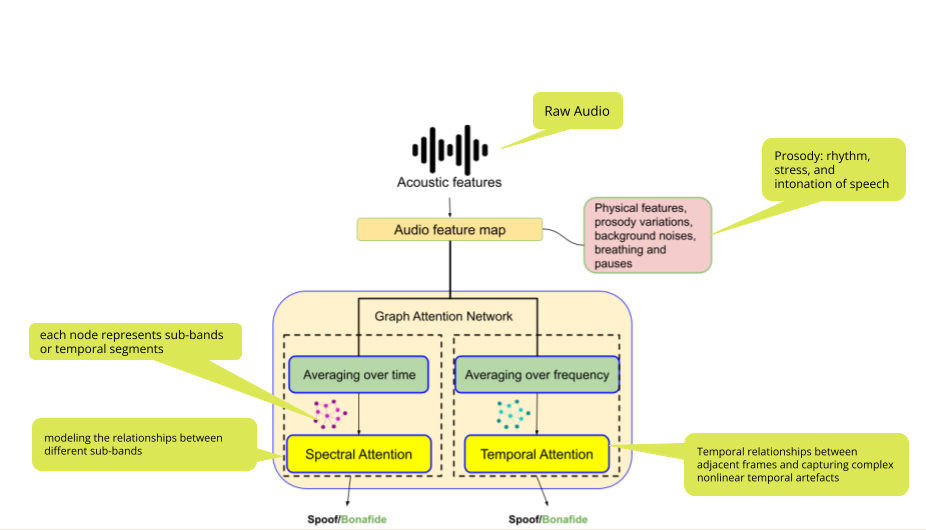 Raw Audio
Acoustic features
Prosody: rhythm,
stress, and
intonation of speech
Audio feature map
Physical features,
prosody variations,
background noises,
breathing and
pauses
Graph Attention Network
each node represents sub-bands
or temporal segments
Averaging over time
Averaging over frequency
modeling the relationships between
different sub-bands
Spectral Attention
Temporal Attention
Temporal relationships between
adjacent frames and capturing complex
nonlinear temporal artefacts
Spoof/Bonafide
Spoof/Bonafide